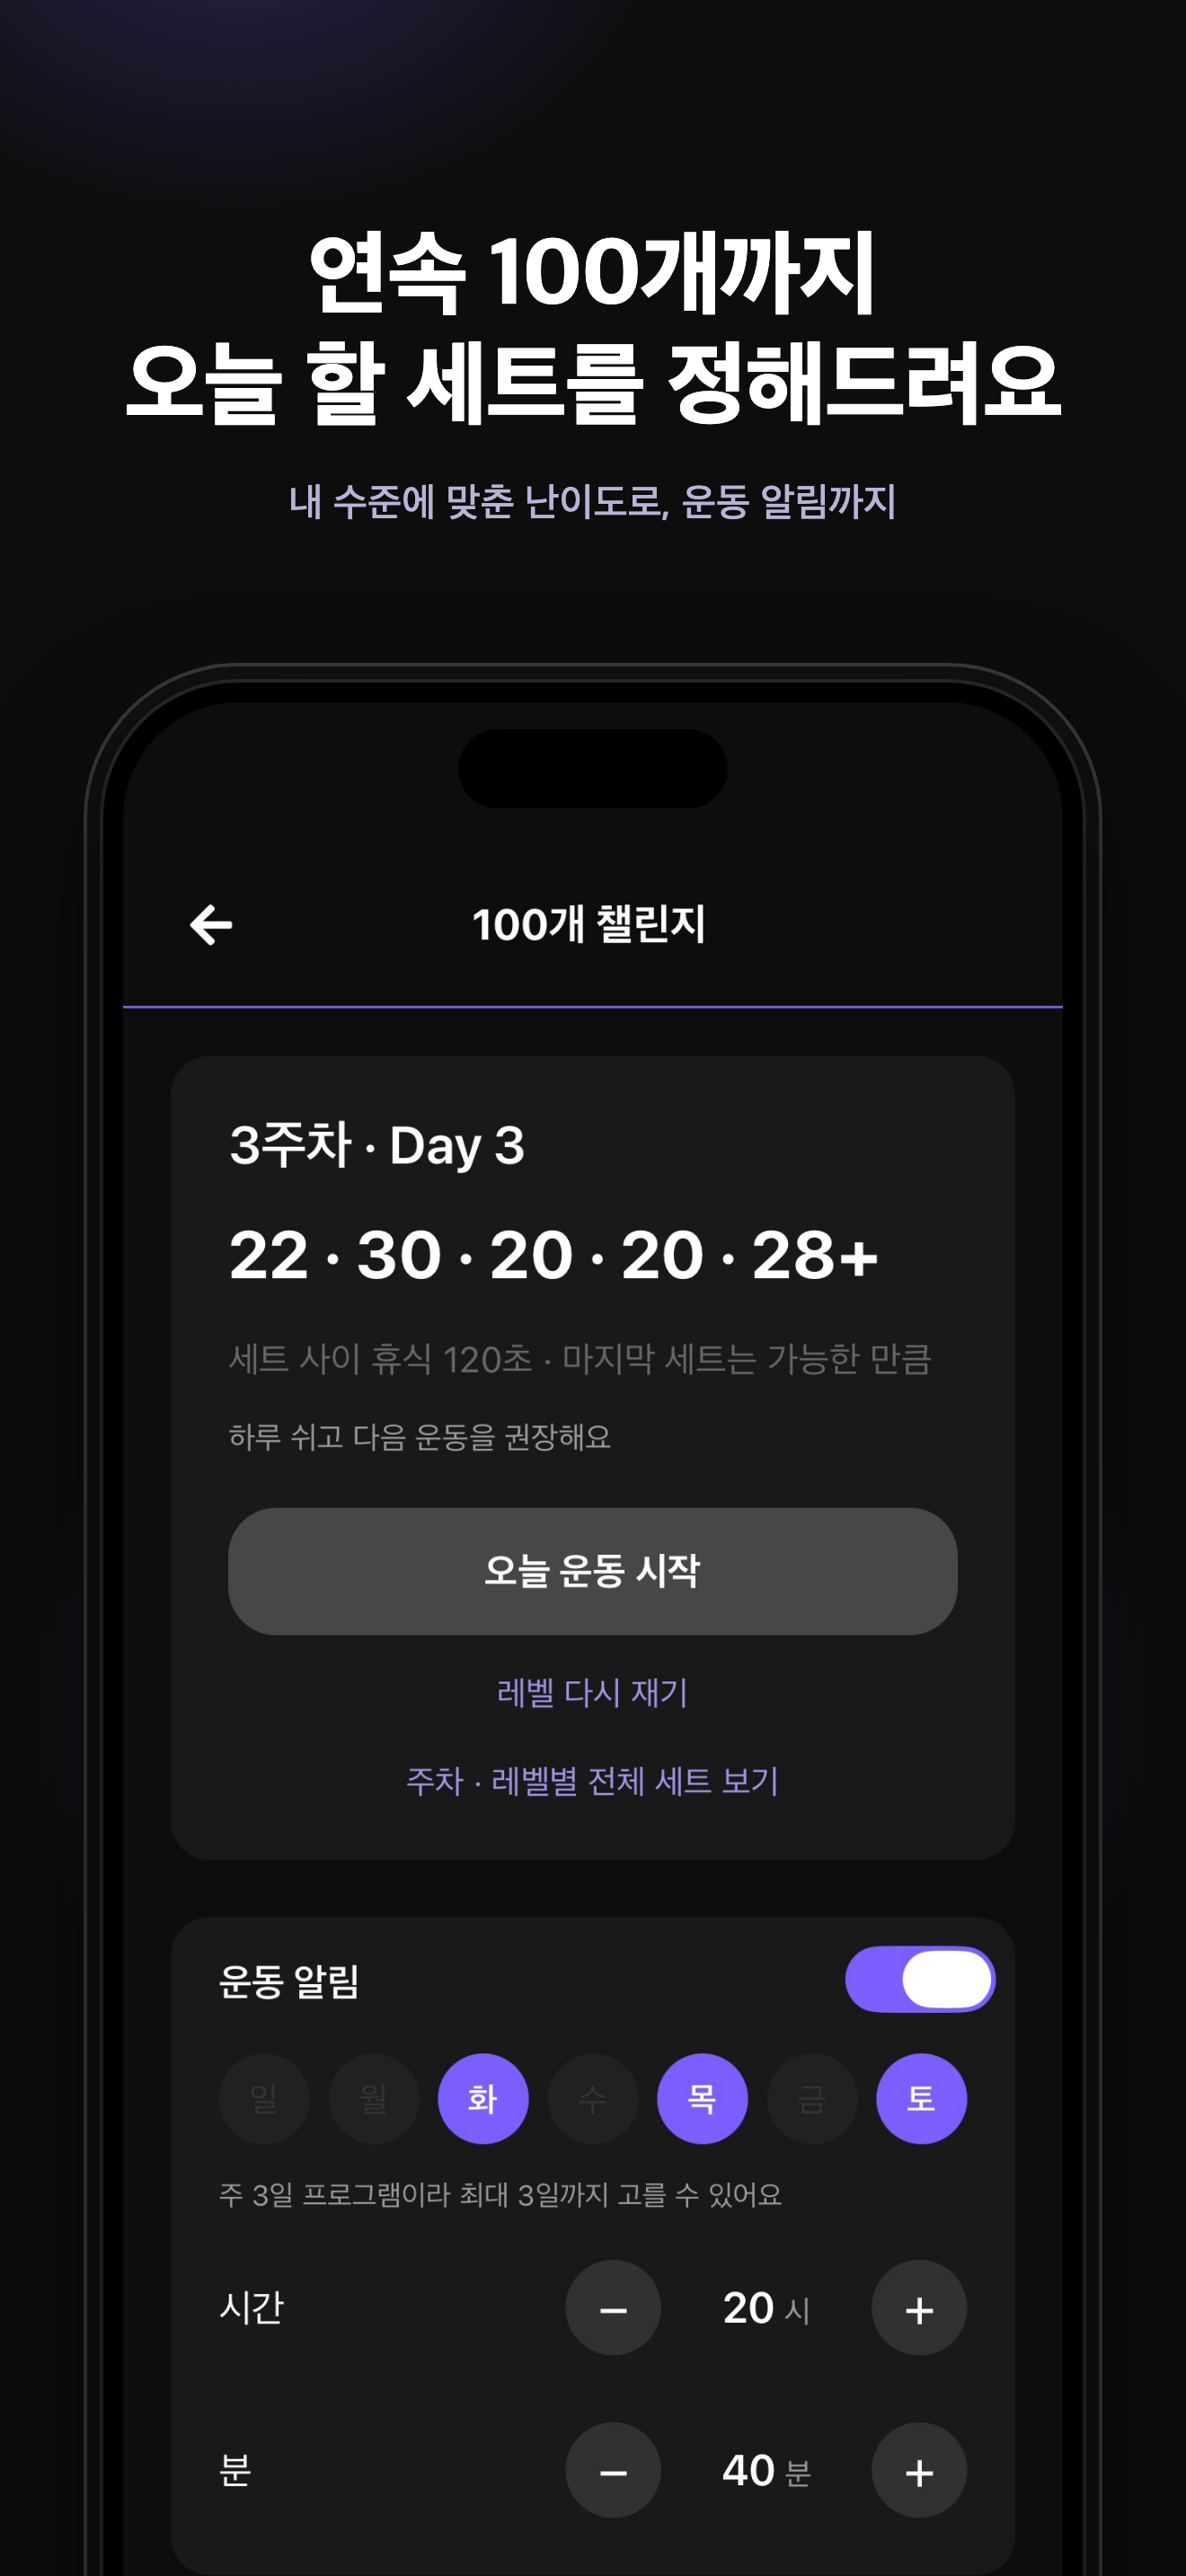 연속 100개까지
오늘 할 세트를 정해드려요
내 수준에 맞춘 난이도로, 운동 알림까지
100개 챌린지
3주차 · Day 3
22 · 30 · 20 · 20 · 28+
세트 사이 휴식 120초 · 마지막 세트는 가능한 만큼
하루 쉬고 다음 운동을 권장해요
오늘 운동 시작
레벨 다시 재기
주차 · 레벨별 전체 세트 보기
운동 알림
일 월 화 수 목 금 토
주 3일 프로그램이라 최대 3일까지 고를 수 있어요
시간 − 20 시 +
분 − 40 분 +